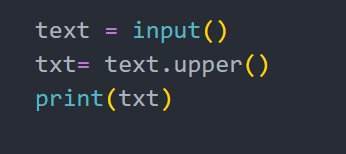 text = input()
txt= text.upper()
print(txt)